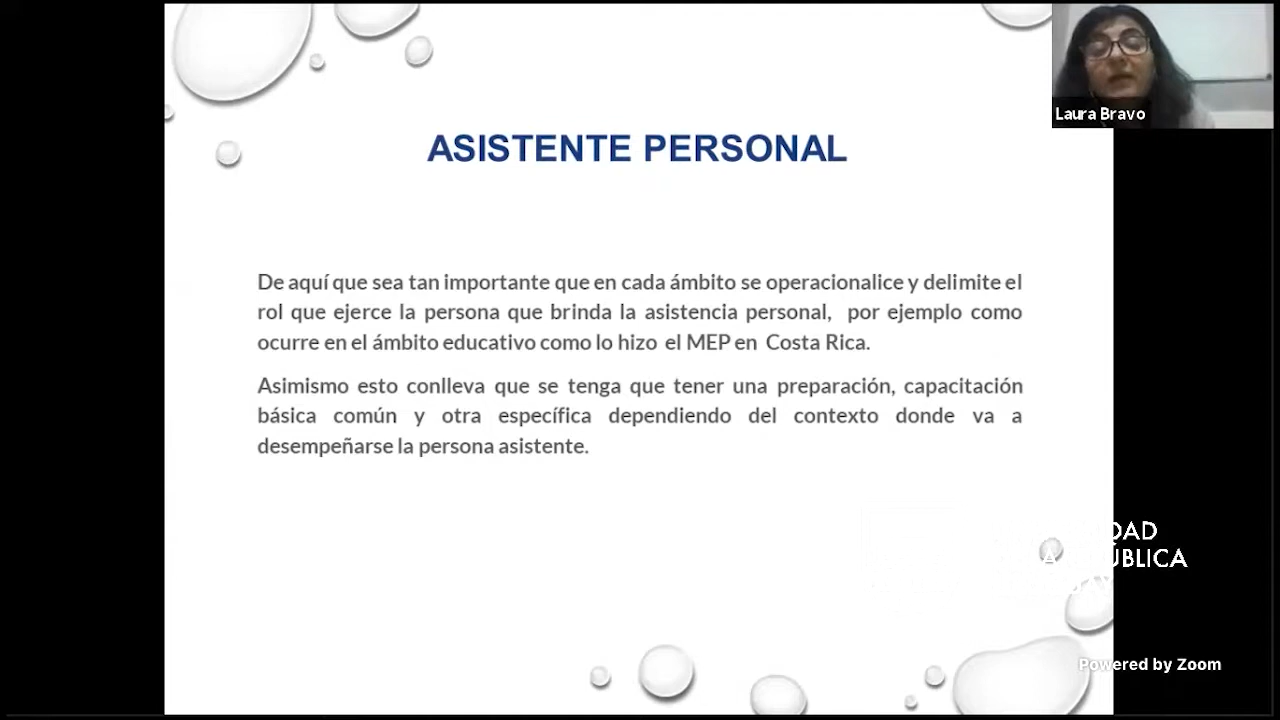 Laura Bravo
ASISTENTE PERSONAL
De aquí que sea tan importante que en cada ámbito se operacionalice y delimite el
rol que ejerce la persona que brinda la asistencia personal, por ejemplo como
ocurre en el ámbito educativo como lo hizo el MEP en Costa Rica.
Asimismo esto conlleva que se tenga que tener una preparación, capacitación
básica común y otra específica dependiendo del contexto donde va a
desempeñarse la persona asistente.
Powered by Zoom